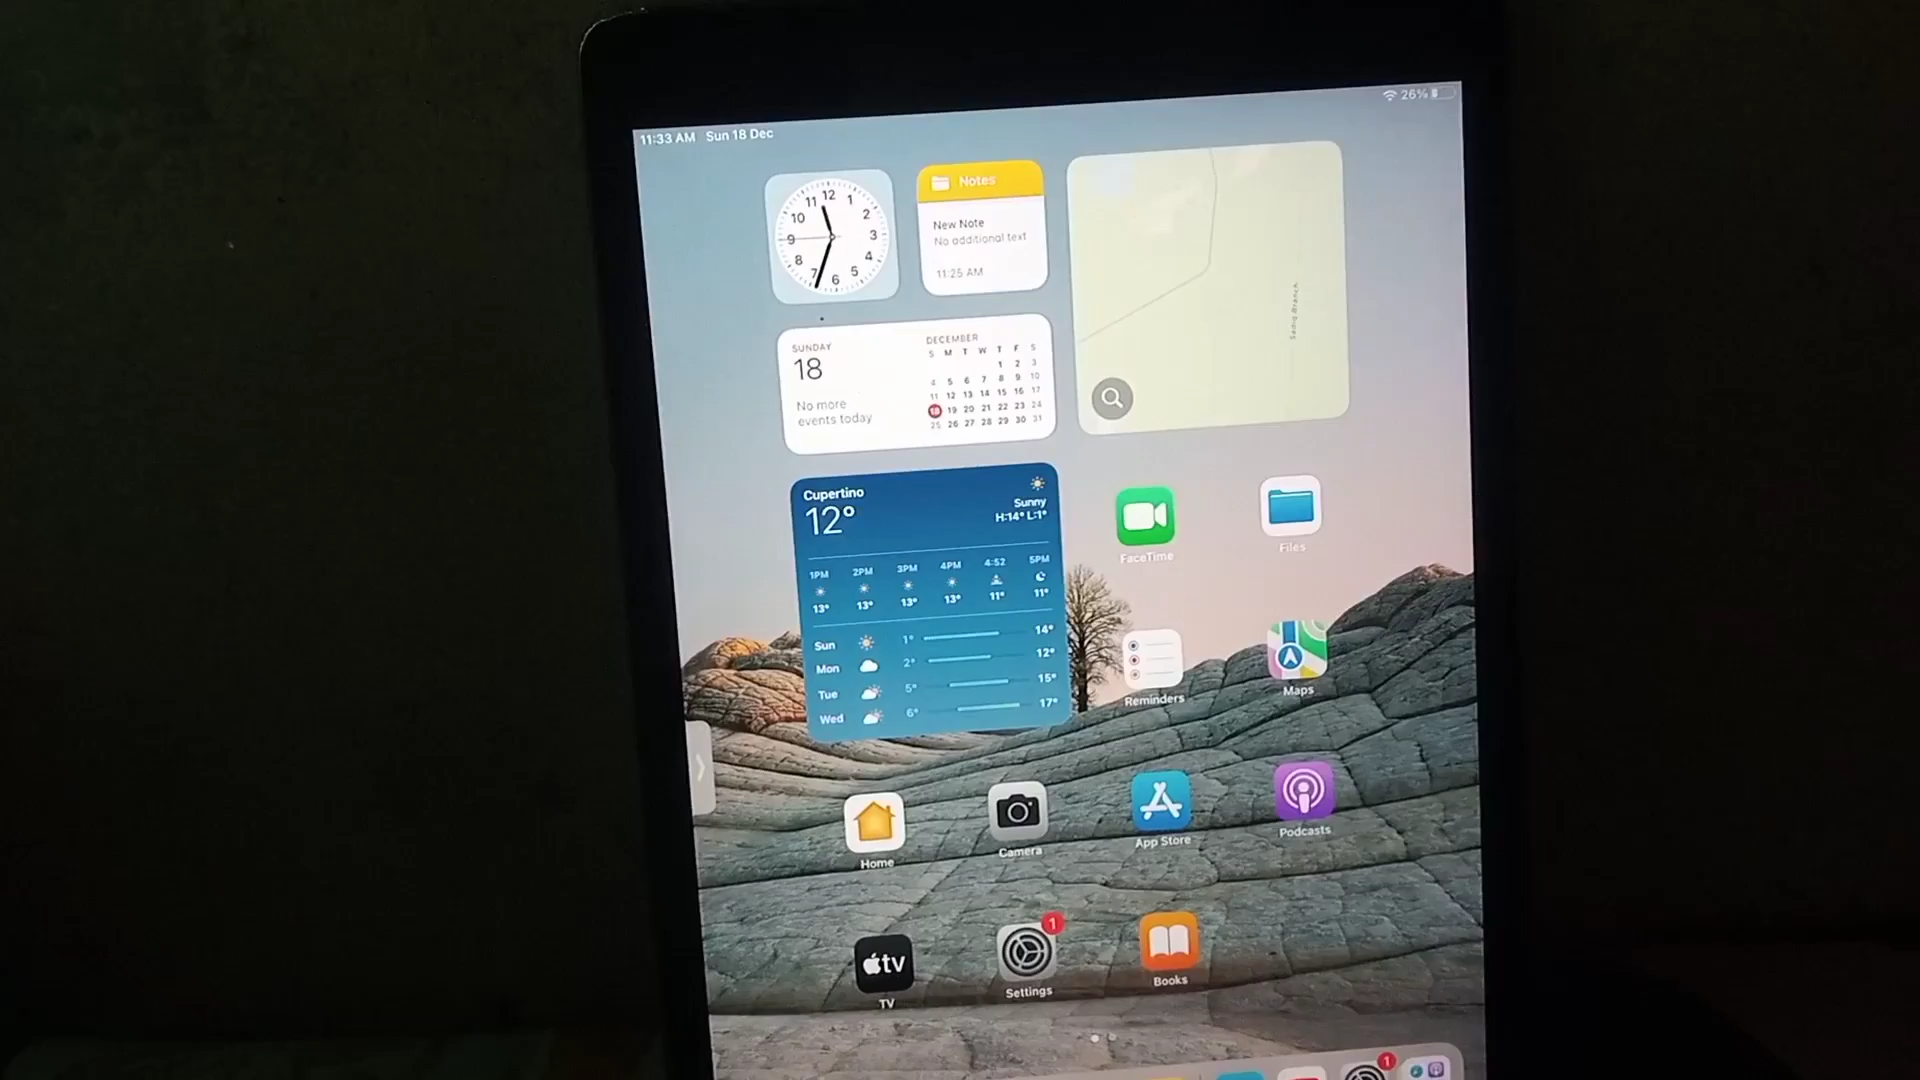 11:33 AM Sun 18 Dec
26%
12
11 1
10 2
9 3
8 4
7 5
6
Notes
New Note
No additional text
11:25 AM
Sadiq Branch
SUNDAY
18
No more
events today
DECEMBER
S M T W T F S
1 2 3
4 5 6 7 8 9 10
11 12 13 14 15 16 17
18 19 20 21 22 23 24
25 26 27 28 29 30 31
Cupertino
12°
Sunny
H:14° L:1°
1PM 2PM 3PM 4PM 4:52 5PM
13° 13° 13° 13° 11° 11°
Sun 1° 14°
Mon 2° 12°
Tue 5° 15°
Wed 6° 17°
FaceTime
Files
Reminders
Maps
Home
Camera
App Store
Podcasts
tv
1
TV
Settings
Books
1